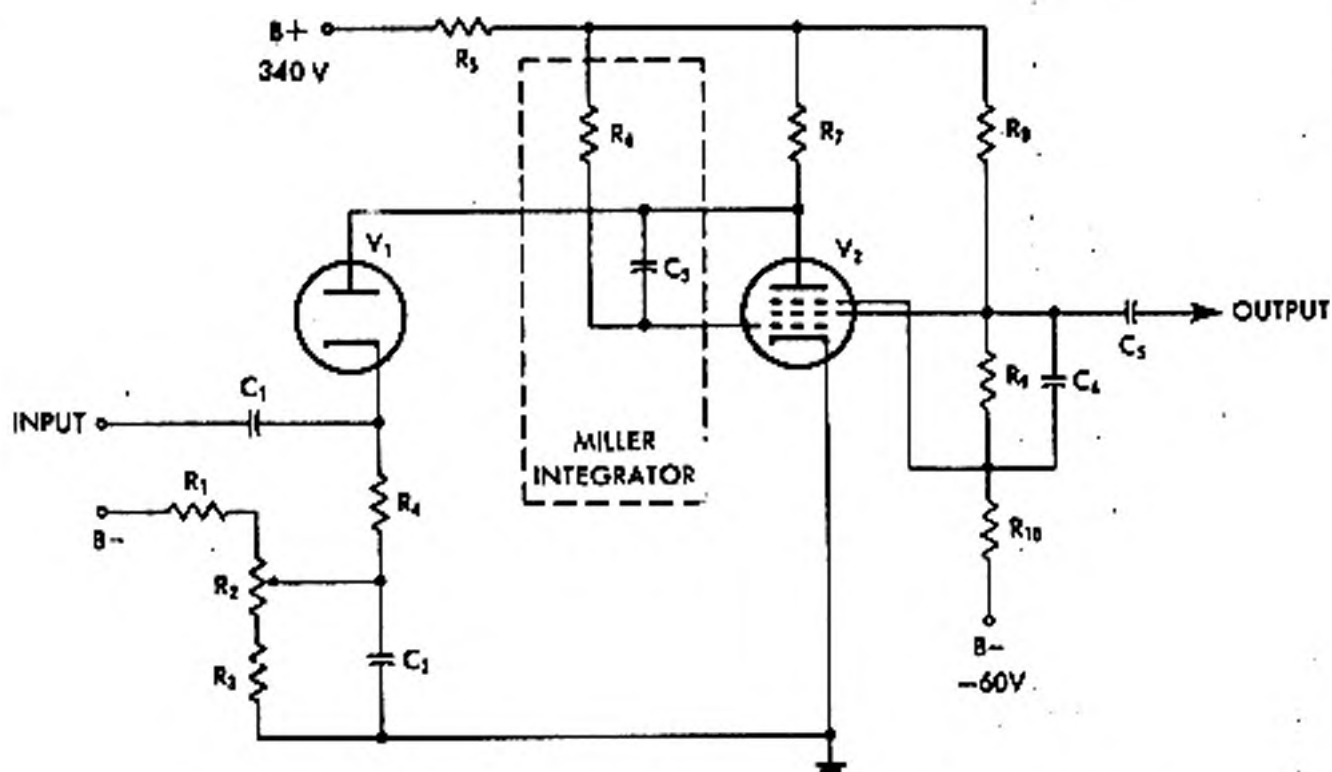 B+
340 V
R5
R6
R7
R8
V1
C3
V2
OUTPUT
C5
R9
C4
C1
INPUT
MILLER
INTEGRATOR
R1
B-
R4
R10
R2
B-
-60V
R3
C2